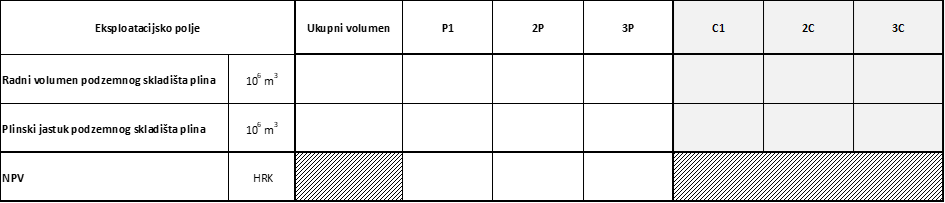 Eksploatacijsko polje Ukupni volumen P1 2P 3P C1 2C 3C
Radni volumen podzemnog skladišta plina 10⁶ m³
Plinski jastuk podzemnog skladišta plina 10⁶ m³
NPV HRK